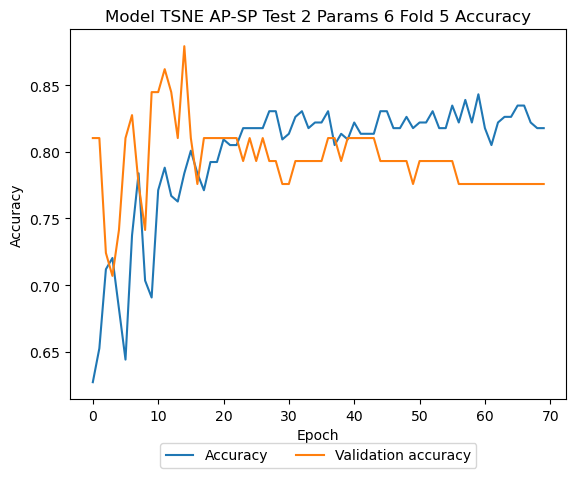 Model TSNE AP-SP Test 2 Params 6 Fold 5 Accuracy
Accuracy
0.85
0.80
0.75
0.70
0.65
0 10 20 30 40 50 60 70
Epoch
Accuracy Validation accuracy